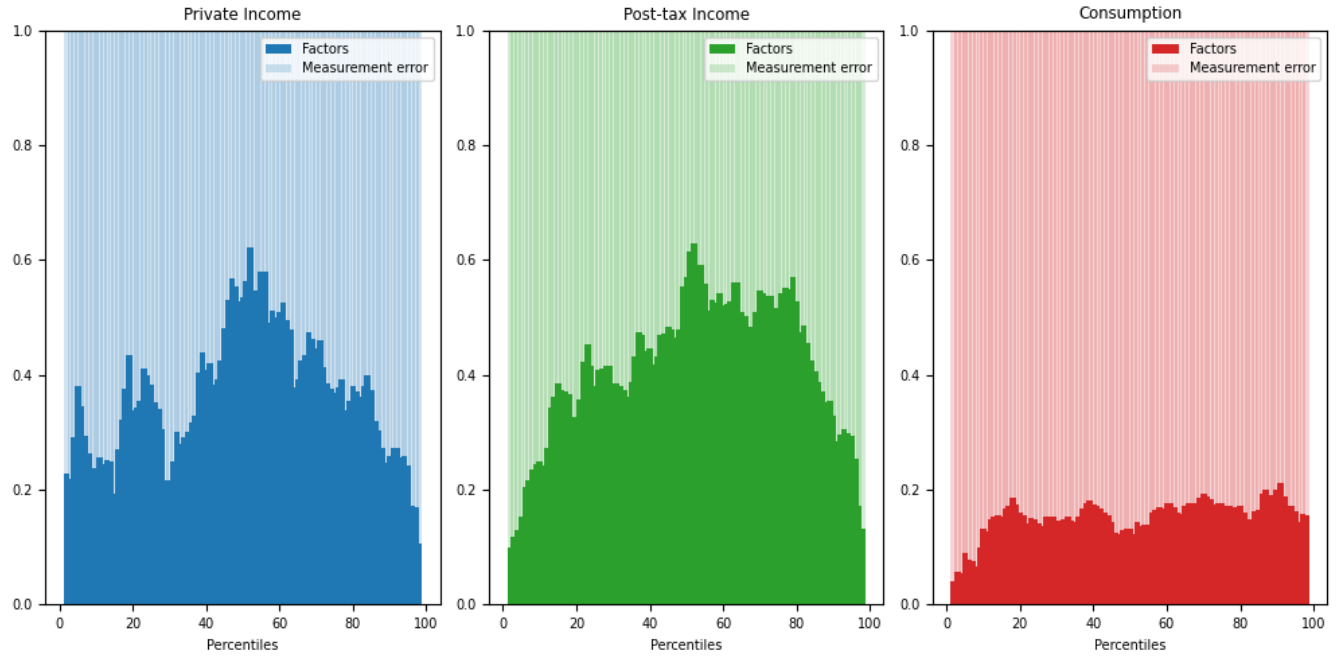 Private Income
1.0
0.8
0.6
0.4
0.2
0.0
Factors
Measurement error
0 20 40 60 80 100
Percentiles
Post-tax Income
1.0
0.8
0.6
0.4
0.2
0.0
Factors
Measurement error
0 20 40 60 80 100
Percentiles
Consumption
1.0
0.8
0.6
0.4
0.2
0.0
Factors
Measurement error
0 20 40 60 80 100
Percentiles